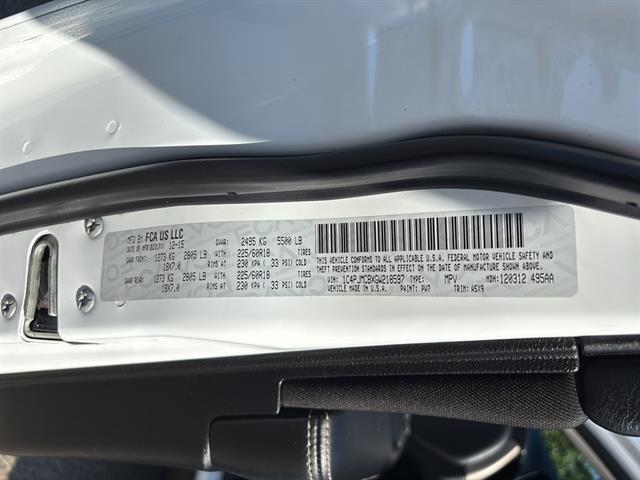 MFD BY FCA US LLC
DATE OF MFR 12-15
GVWR: 2495 KG 5500 LB
GAWR FRONT: 1273 KG 2805 LB WITH 225/60R18 TIRES
18X7.0 RIMS AT 230 KPA ( 33 PSI) COLD
GAWR REAR: 1273 KG 2805 LB WITH 225/60R18 TIRES
18X7.0 RIMS AT 230 KPA ( 33 PSI) COLD
THIS VEHICLE CONFORMS TO ALL APPLICABLE U.S.A. FEDERAL MOTOR VEHICLE SAFETY AND
THEFT PREVENTION STANDARDS IN EFFECT ON THE DATE OF MANUFACTURE SHOWN ABOVE.
VIN: 1C4PJMCBXGW218597 TYPE: MPV MDH: 120312 495AA
VEHICLE MADE IN U.S.A. PAINT: PW7 TRIM: A5X9